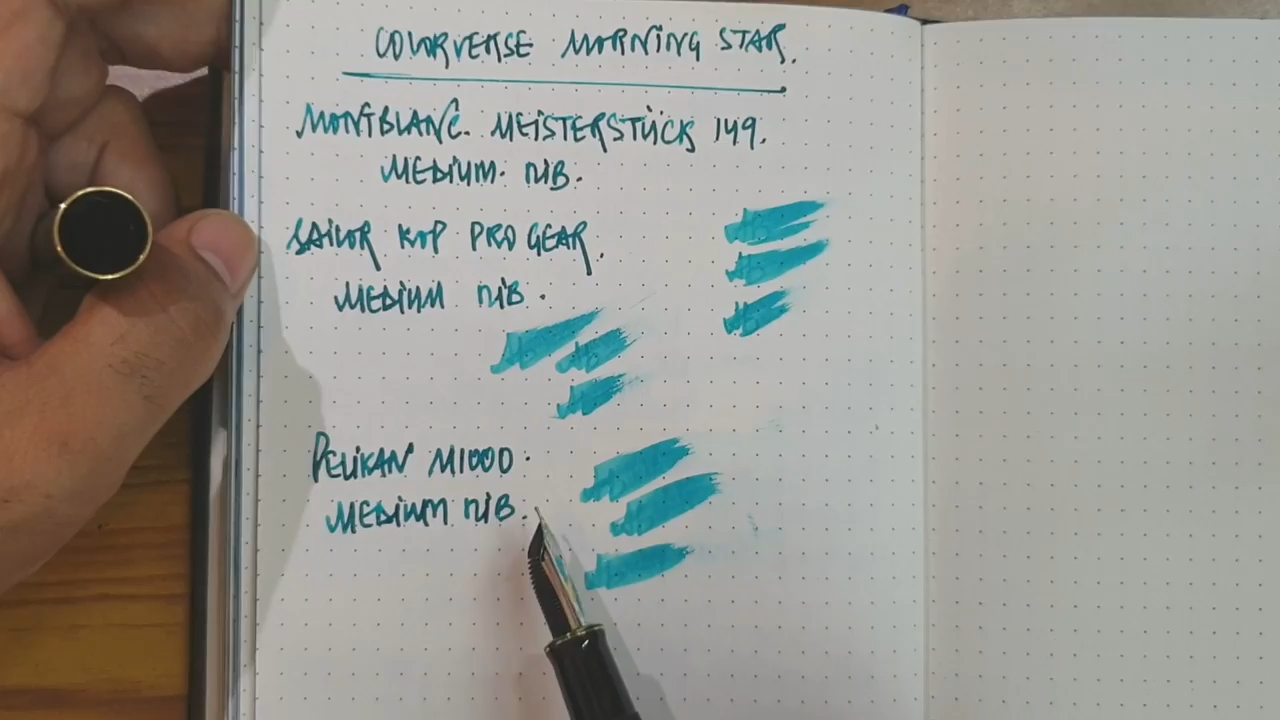 COLORVERSE MORNING STAR.
MONTBLANC. MEISTERSTÜCK 149.
MEDIUM. NIB.
SAILOR KOP PRO GEAR.
MEDIUM NIB.
PELIKAN M1000.
MEDIUM NIB.